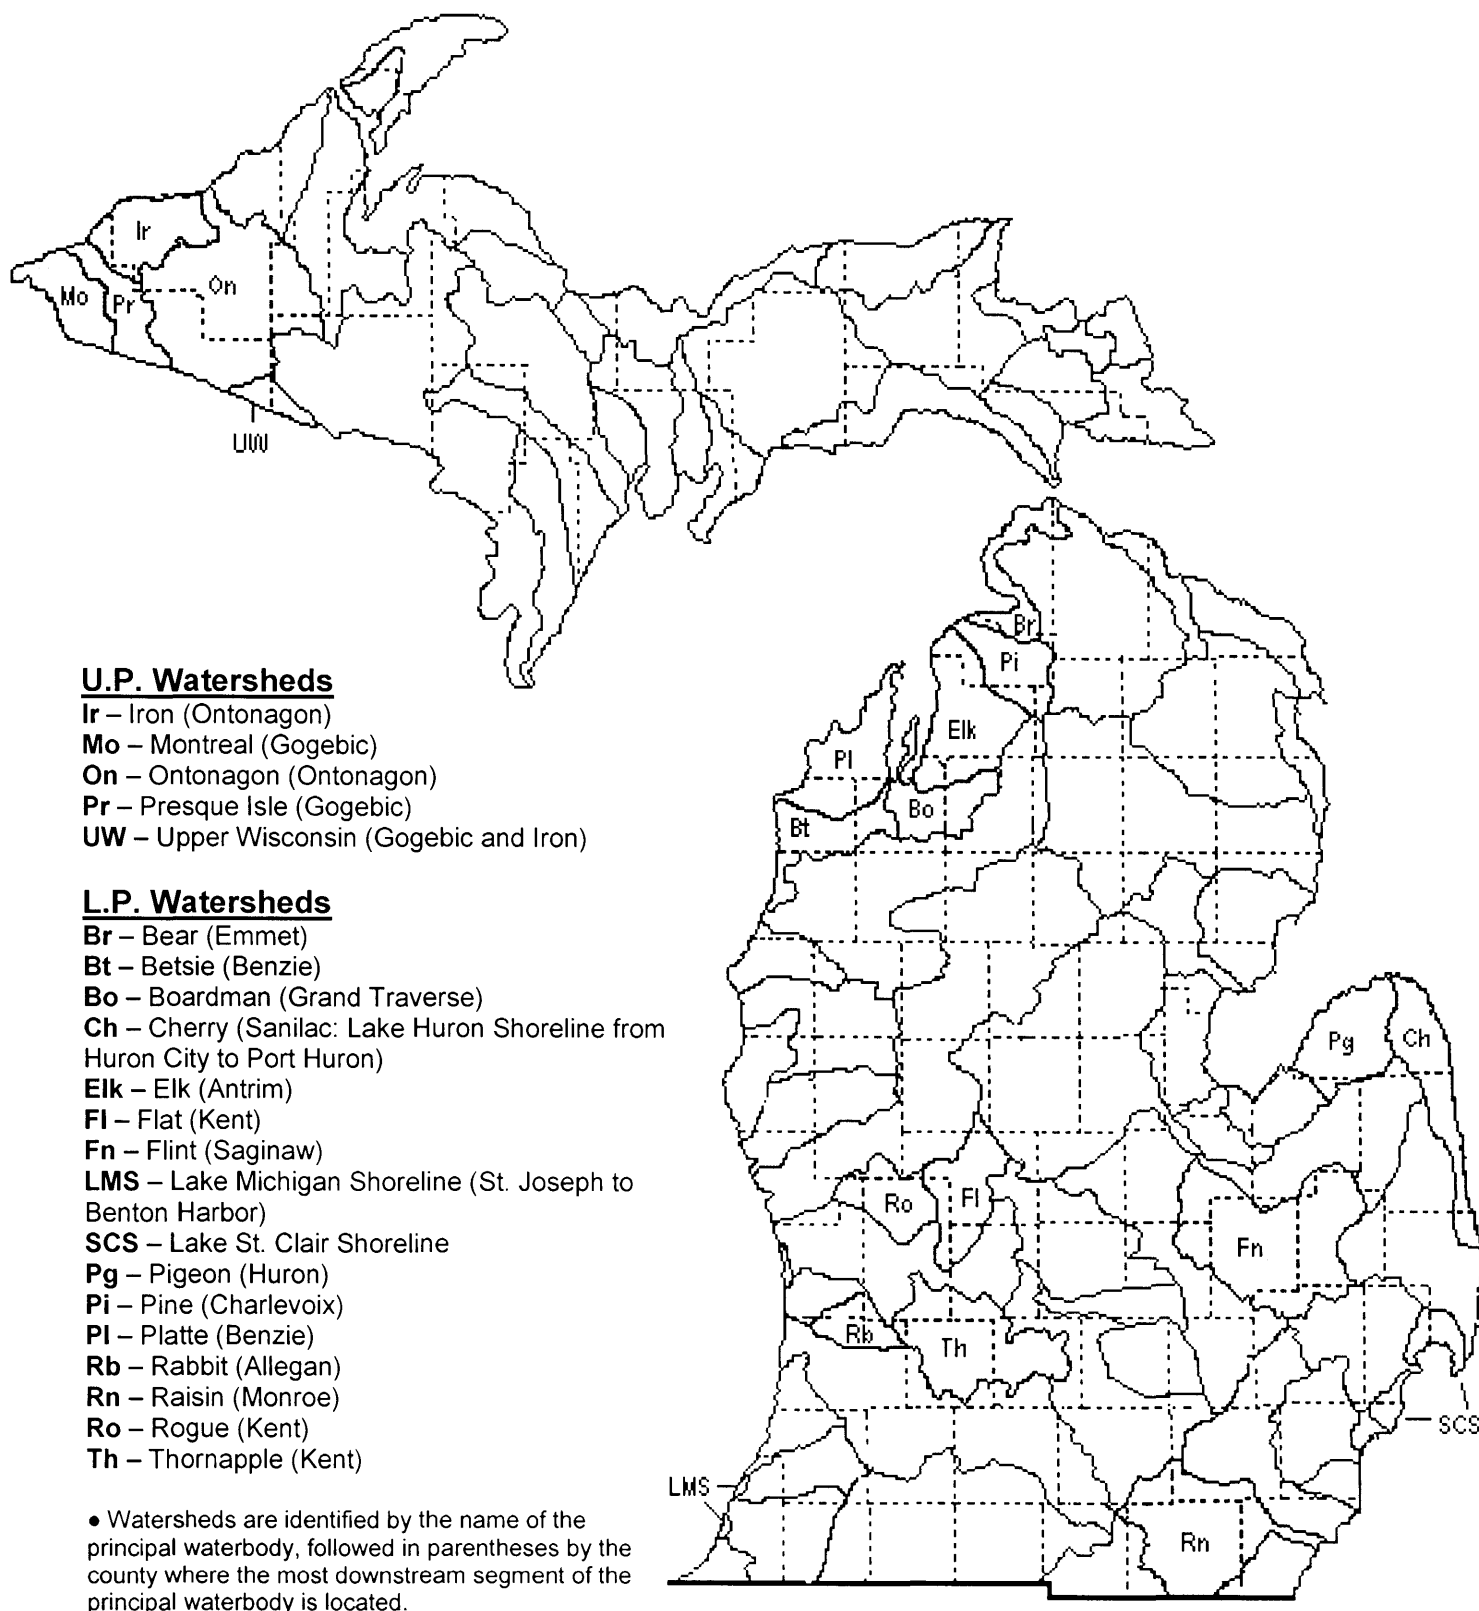 Ir
Mo
Pr
On
UW
Br
Pi
Elk
Pl
Bo
Bt
Pg
Ch
Ro
Fl
Fn
Rb
Th
SCS
LMS
Rn
U.P. Watersheds
Ir – Iron (Ontonagon)
Mo – Montreal (Gogebic)
On – Ontonagon (Ontonagon)
Pr – Presque Isle (Gogebic)
UW – Upper Wisconsin (Gogebic and Iron)
L.P. Watersheds
Br – Bear (Emmet)
Bt – Betsie (Benzie)
Bo – Boardman (Grand Traverse)
Ch – Cherry (Sanilac: Lake Huron Shoreline from
Huron City to Port Huron)
Elk – Elk (Antrim)
Fl – Flat (Kent)
Fn – Flint (Saginaw)
LMS – Lake Michigan Shoreline (St. Joseph to
Benton Harbor)
SCS – Lake St. Clair Shoreline
Pg – Pigeon (Huron)
Pi – Pine (Charlevoix)
Pl – Platte (Benzie)
Rb – Rabbit (Allegan)
Rn – Raisin (Monroe)
Ro – Rogue (Kent)
Th – Thornapple (Kent)
● Watersheds are identified by the name of the
principal waterbody, followed in parentheses by the
county where the most downstream segment of the
principal waterbody is located.